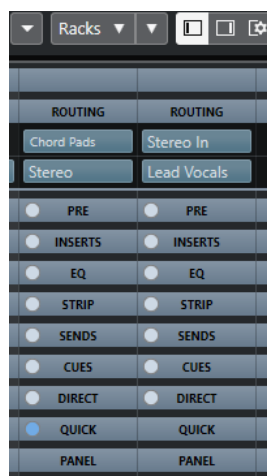 Racks
ROUTING ROUTING
Chord Pads Stereo In
Stereo Lead Vocals
PRE PRE
INSERTS INSERTS
EQ EQ
STRIP STRIP
SENDS SENDS
CUES CUES
DIRECT DIRECT
QUICK QUICK
PANEL PANEL